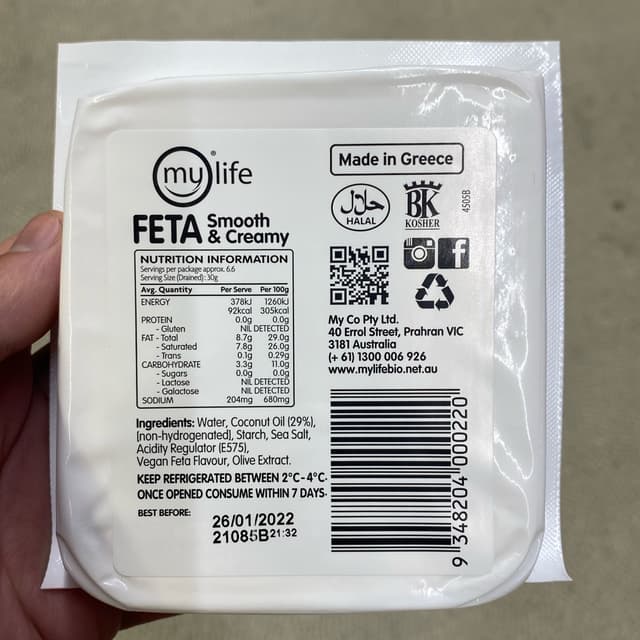 my life
®
FETA Smooth
& Creamy
NUTRITION INFORMATION
Servings per package approx. 6.6
Serving Size (Drained): 30g
Avg. Quantity Per Serve Per 100g
ENERGY 378kJ 1260kJ
92kcal 305kcal
PROTEIN 0.0g 0.0g
- Gluten NIL DETECTED
FAT - Total 8.7g 29.0g
- Saturated 7.8g 26.0g
- Trans 0.1g 0.29g
CARBOHYDRATE 3.3g 11.0g
- Sugars 0.0g 0.0g
- Lactose NIL DETECTED
- Galactose NIL DETECTED
SODIUM 204mg 680mg
Ingredients: Water, Coconut Oil (29%),
[non-hydrogenated], Starch, Sea Salt,
Acidity Regulator (E575),
Vegan Feta Flavour, Olive Extract.
KEEP REFRIGERATED BETWEEN 2°C-4°C.
ONCE OPENED CONSUME WITHIN 7 DAYS.
BEST BEFORE:
26/01/2022
21085B21:32
Made in Greece
حلال
HALAL
BK
KOSHER
4505B
f
My Co Pty Ltd.
40 Errol Street, Prahran VIC
3181 Australia
(+ 61) 1300 006 926
www.mylifebio.net.au
9 348204 000220